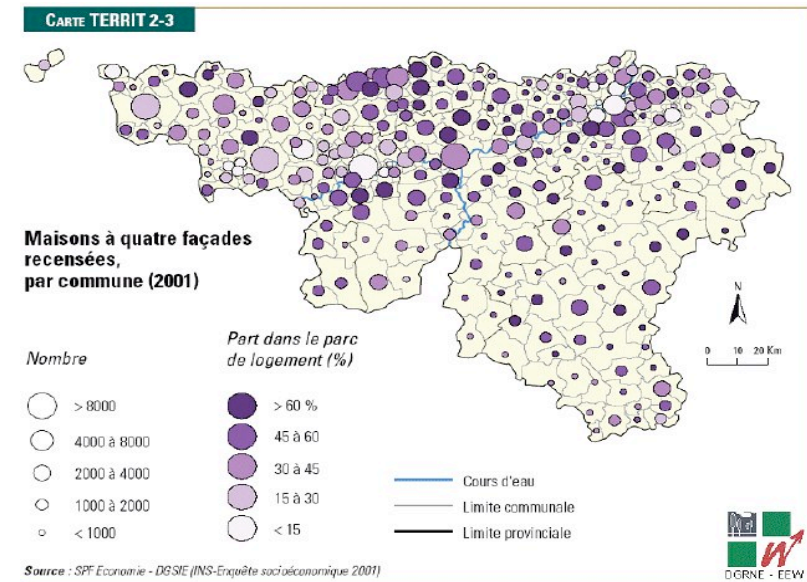 CARTE TERRIT 2-3
Maisons à quatre façades
recensées,
par commune (2001)
Nombre
> 8000
4000 à 8000
2000 à 4000
1000 à 2000
< 1000
Part dans le parc
de logement (%)
> 60 %
45 à 60
30 à 45
15 à 30
< 15
Cours d'eau
Limite communale
Limite provinciale
N
0 10 20 Km
Source : SPF Economie - DGSIE (INS-Enquête socioéconomique 2001)
DGRNE - EEW